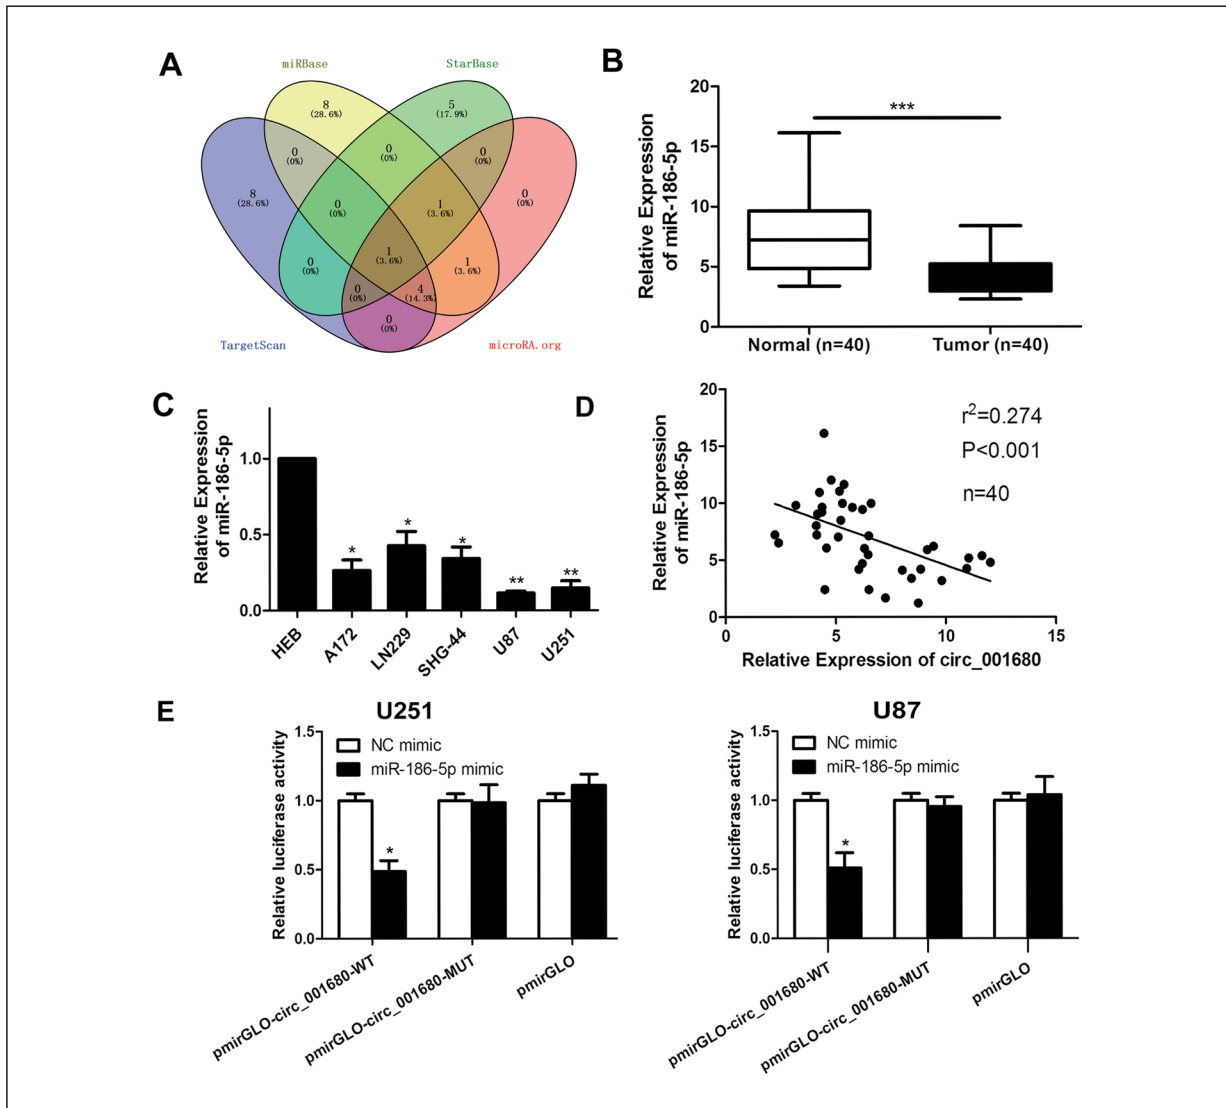 A
miRBase
StarBase
8
(28.6%)
5
(17.9%)
0
(0%)
0
(0%)
0
(0%)
8
(28.6%)
0
(0%)
1
(3.6%)
0
(0%)
1
(3.6%)
0
(0%)
1
(3.6%)
0
(0%)
4
(14.3%)
0
(0%)
TargetScan
microRA.org
B
Relative Expression
of miR-186-5p
20
15
10
5
0
***
Normal (n=40)
Tumor (n=40)
C
Relative Expression
of miR-186-5p
1.0
0.5
0.0
*
*
*
**
**
HEB
A172
LN229
SHG-44
U87
U251
D
Relative Expression
of miR-186-5p
20
15
10
5
0
r²=0.274
P<0.001
n=40
0
5
10
15
Relative Expression of circ_001680
E
U251
Relative luciferase activity
1.5
1.0
0.5
0.0
NC mimic
miR-186-5p mimic
*
pmirGLO-circ_001680-WT
pmirGLO-circ_001680-MUT
pmirGLO
U87
Relative luciferase activity
1.5
1.0
0.5
0.0
NC mimic
miR-186-5p mimic
*
pmirGLO-circ_001680-WT
pmirGLO-circ_001680-MUT
pmirGLO